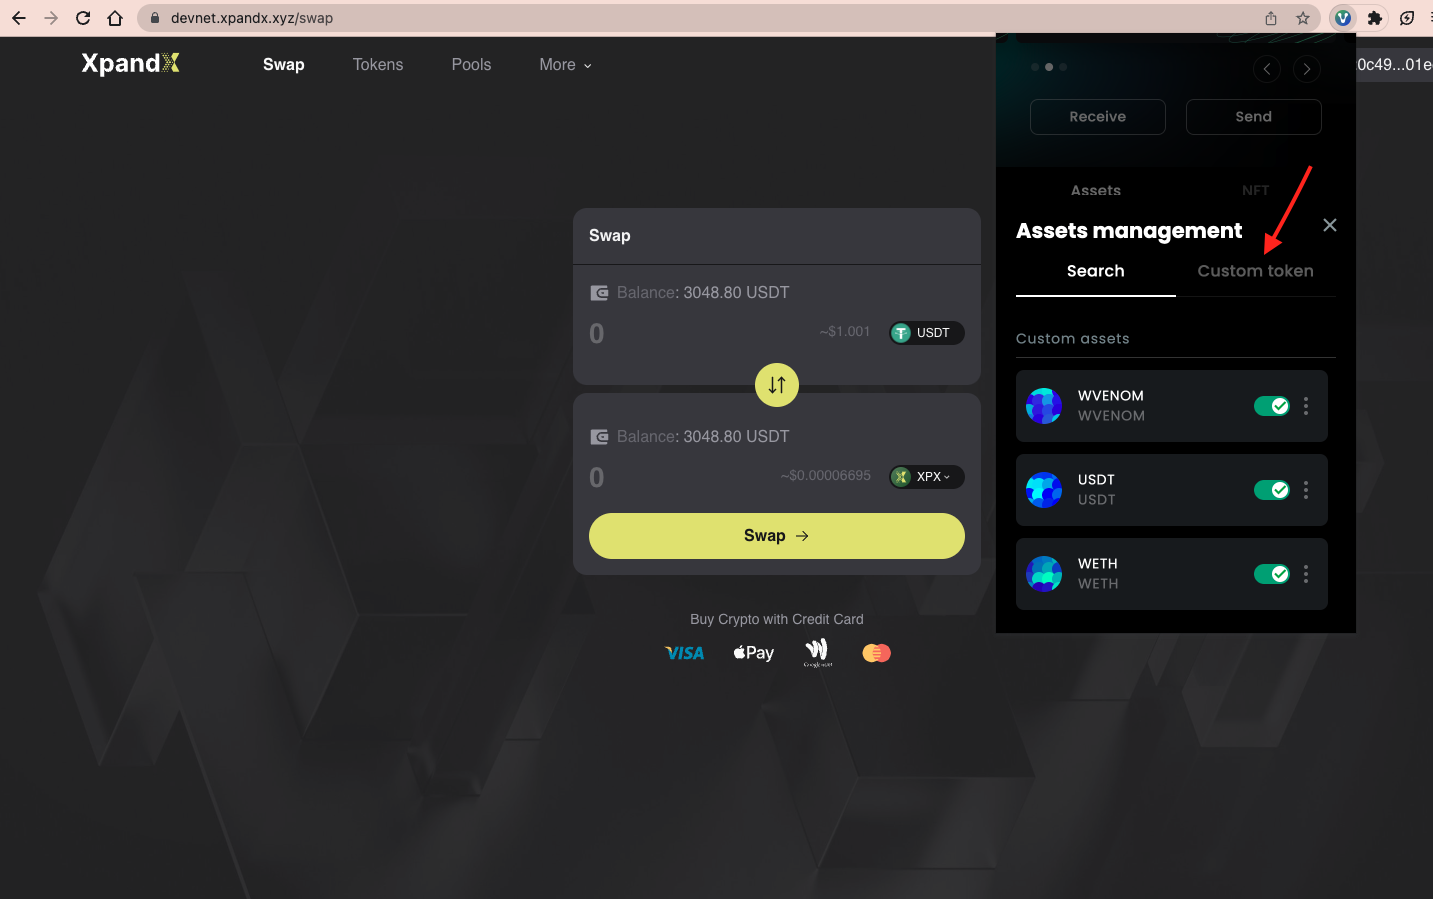 devnet.xpandx.xyz/swap
XpandX
Swap
Tokens
Pools
More
Receive
Send
Assets
NFT
Assets management
Search
Custom token
Custom assets
WVENOM
WVENOM
USDT
USDT
WETH
WETH
Swap
Balance: 3048.80 USDT
0
~$1.001
USDT
Balance: 3048.80 USDT
0
~$0.00006695
XPX
Swap
Buy Crypto with Credit Card
VISA
Pay